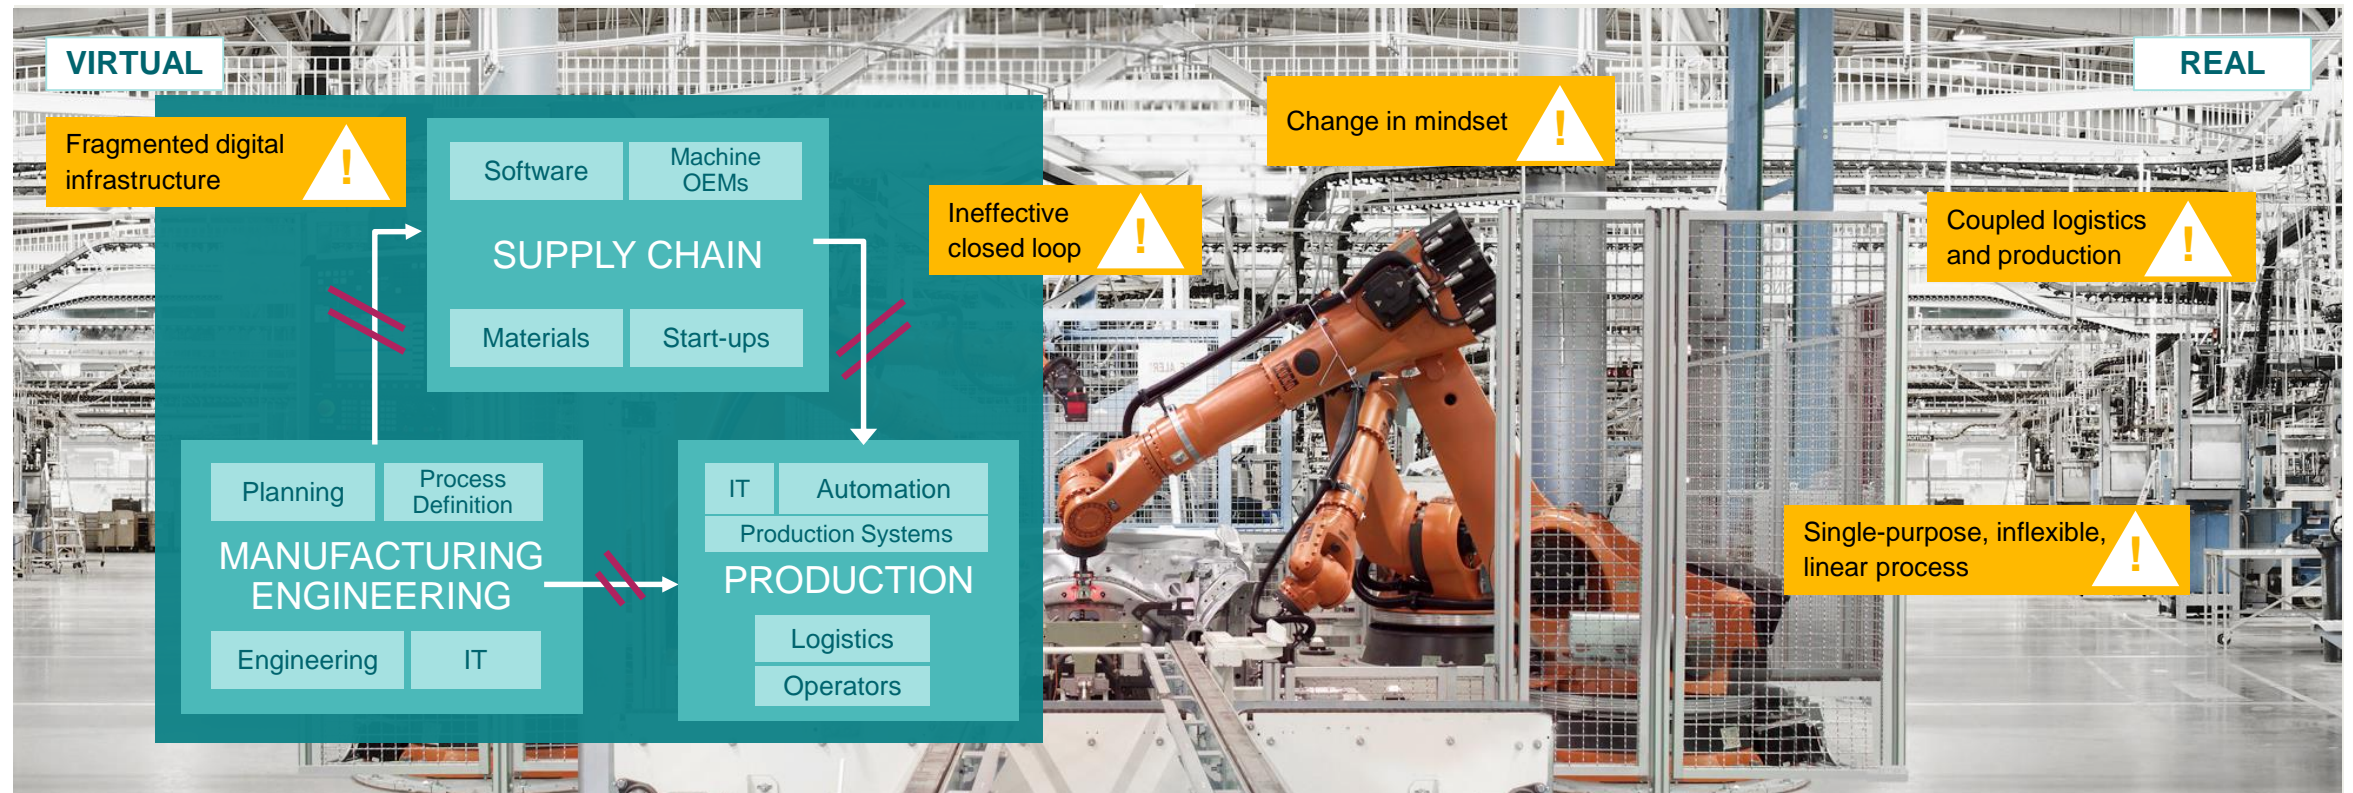 VIRTUAL
REAL
Fragmented digital
infrastructure
!
Software
Machine
OEMs
SUPPLY CHAIN
Materials
Start-ups
Ineffective
closed loop
!
Change in mindset
!
Coupled logistics
and production
!
Planning
Process
Definition
MANUFACTURING
ENGINEERING
Engineering
IT
IT
Automation
Production Systems
PRODUCTION
Logistics
Operators
Single-purpose, inflexible,
linear process
!